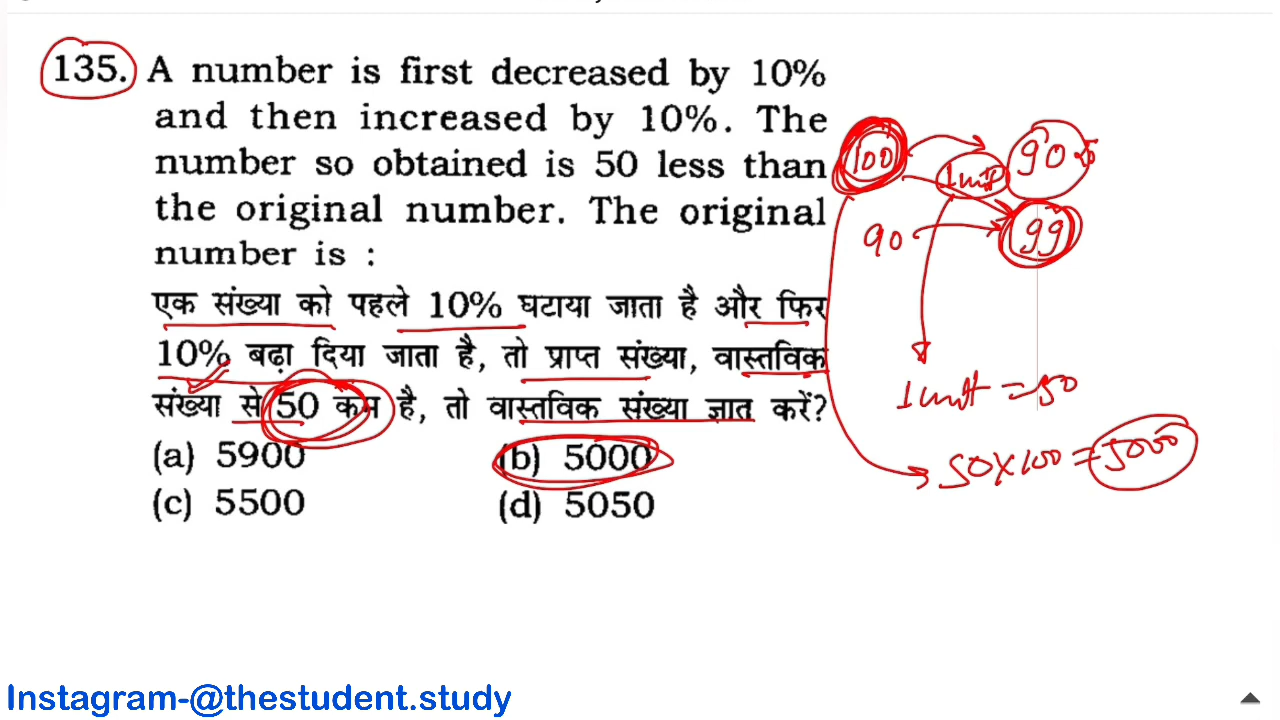 135. A number is first decreased by 10%
and then increased by 10%. The
number so obtained is 50 less than
the original number. The original
number is :
एक संख्या को पहले 10% घटाया जाता है और फिर
10% बढ़ा दिया जाता है, तो प्राप्त संख्या, वास्तविक
संख्या से 50 कम है, तो वास्तविक संख्या ज्ञात करें?
(a) 5900 (b) 5000
(c) 5500 (d) 5050
100 1 unit 90
90 99
1 unit = 50
50 x 100 = 5000
Instagram-@thestudent.study